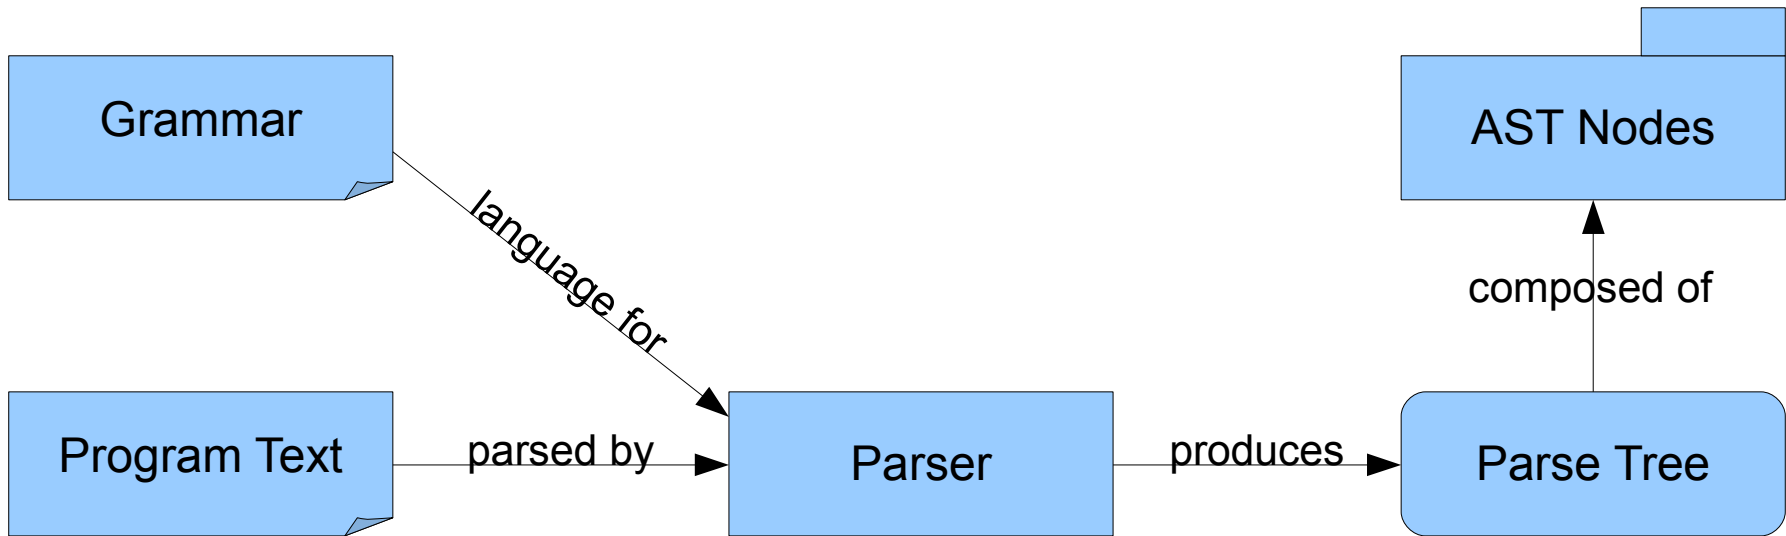 Grammar
AST Nodes
language for
composed of
Program Text
parsed by
Parser
produces
Parse Tree